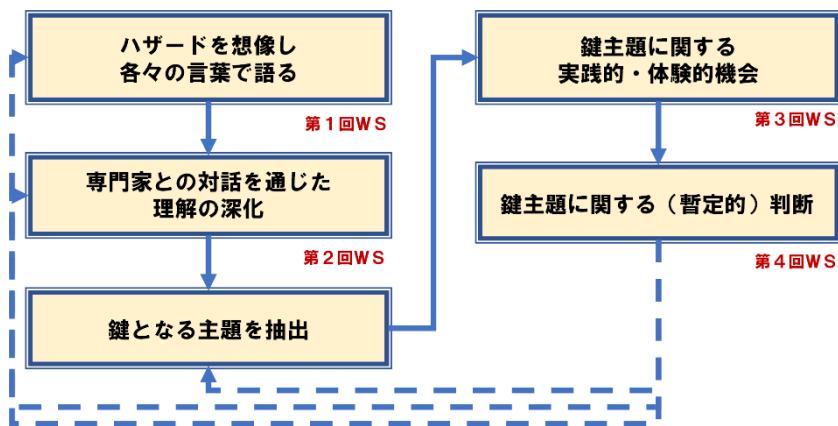 ハザードを想像し
各々の言葉で語る
第１回ＷＳ
専門家との対話を通じた
理解の深化
第２回ＷＳ
鍵となる主題を抽出
鍵主題に関する
実践的・体験的機会
第３回ＷＳ
鍵主題に関する（暫定的）判断
第４回ＷＳ